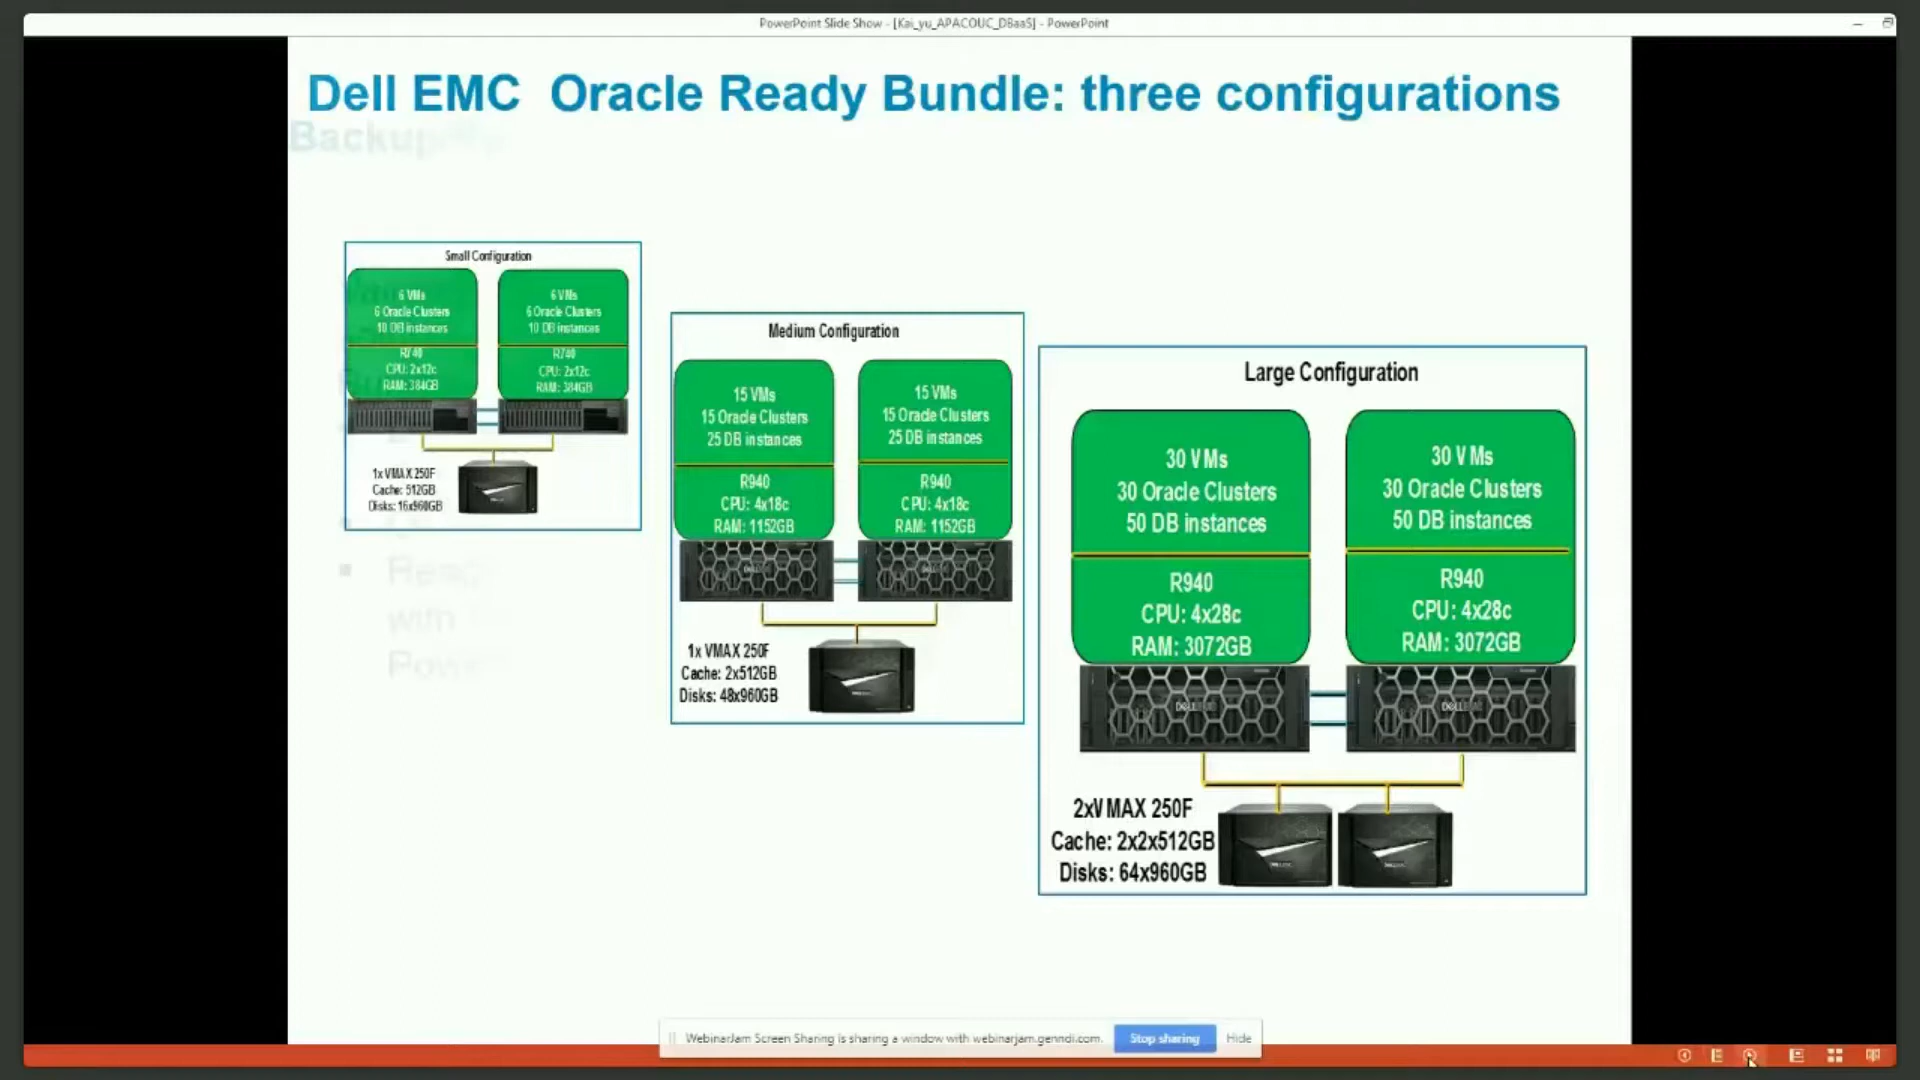 PowerPoint Slide Show - [Kai_yu_APACOUC_DBaaS] - PowerPoint
Dell EMC Oracle Ready Bundle: three configurations
Backup
Small Configuration
6 VMs
6 Oracle Clusters
10 DB instances
R740
CPU: 2x12c
RAM: 384GB
6 VMs
6 Oracle Clusters
10 DB instances
R740
CPU: 2x12c
RAM: 384GB
1x VMAX 250F
Cache: 512GB
Disks: 16x960GB
Medium Configuration
15 VMs
15 Oracle Clusters
25 DB instances
R940
CPU: 4x18c
RAM: 1152GB
15 VMs
15 Oracle Clusters
25 DB instances
R940
CPU: 4x18c
RAM: 1152GB
1x VMAX 250F
Cache: 2x512GB
Disks: 48x960GB
Large Configuration
30 VMs
30 Oracle Clusters
50 DB instances
R940
CPU: 4x28c
RAM: 3072GB
30 VMs
30 Oracle Clusters
50 DB instances
R940
CPU: 4x28c
RAM: 3072GB
2xVMAX 250F
Cache: 2x2x512GB
Disks: 64x960GB
with
WebinarJam Screen Sharing is sharing a window with webinarjam.genndi.com.
Stop sharing
Hide